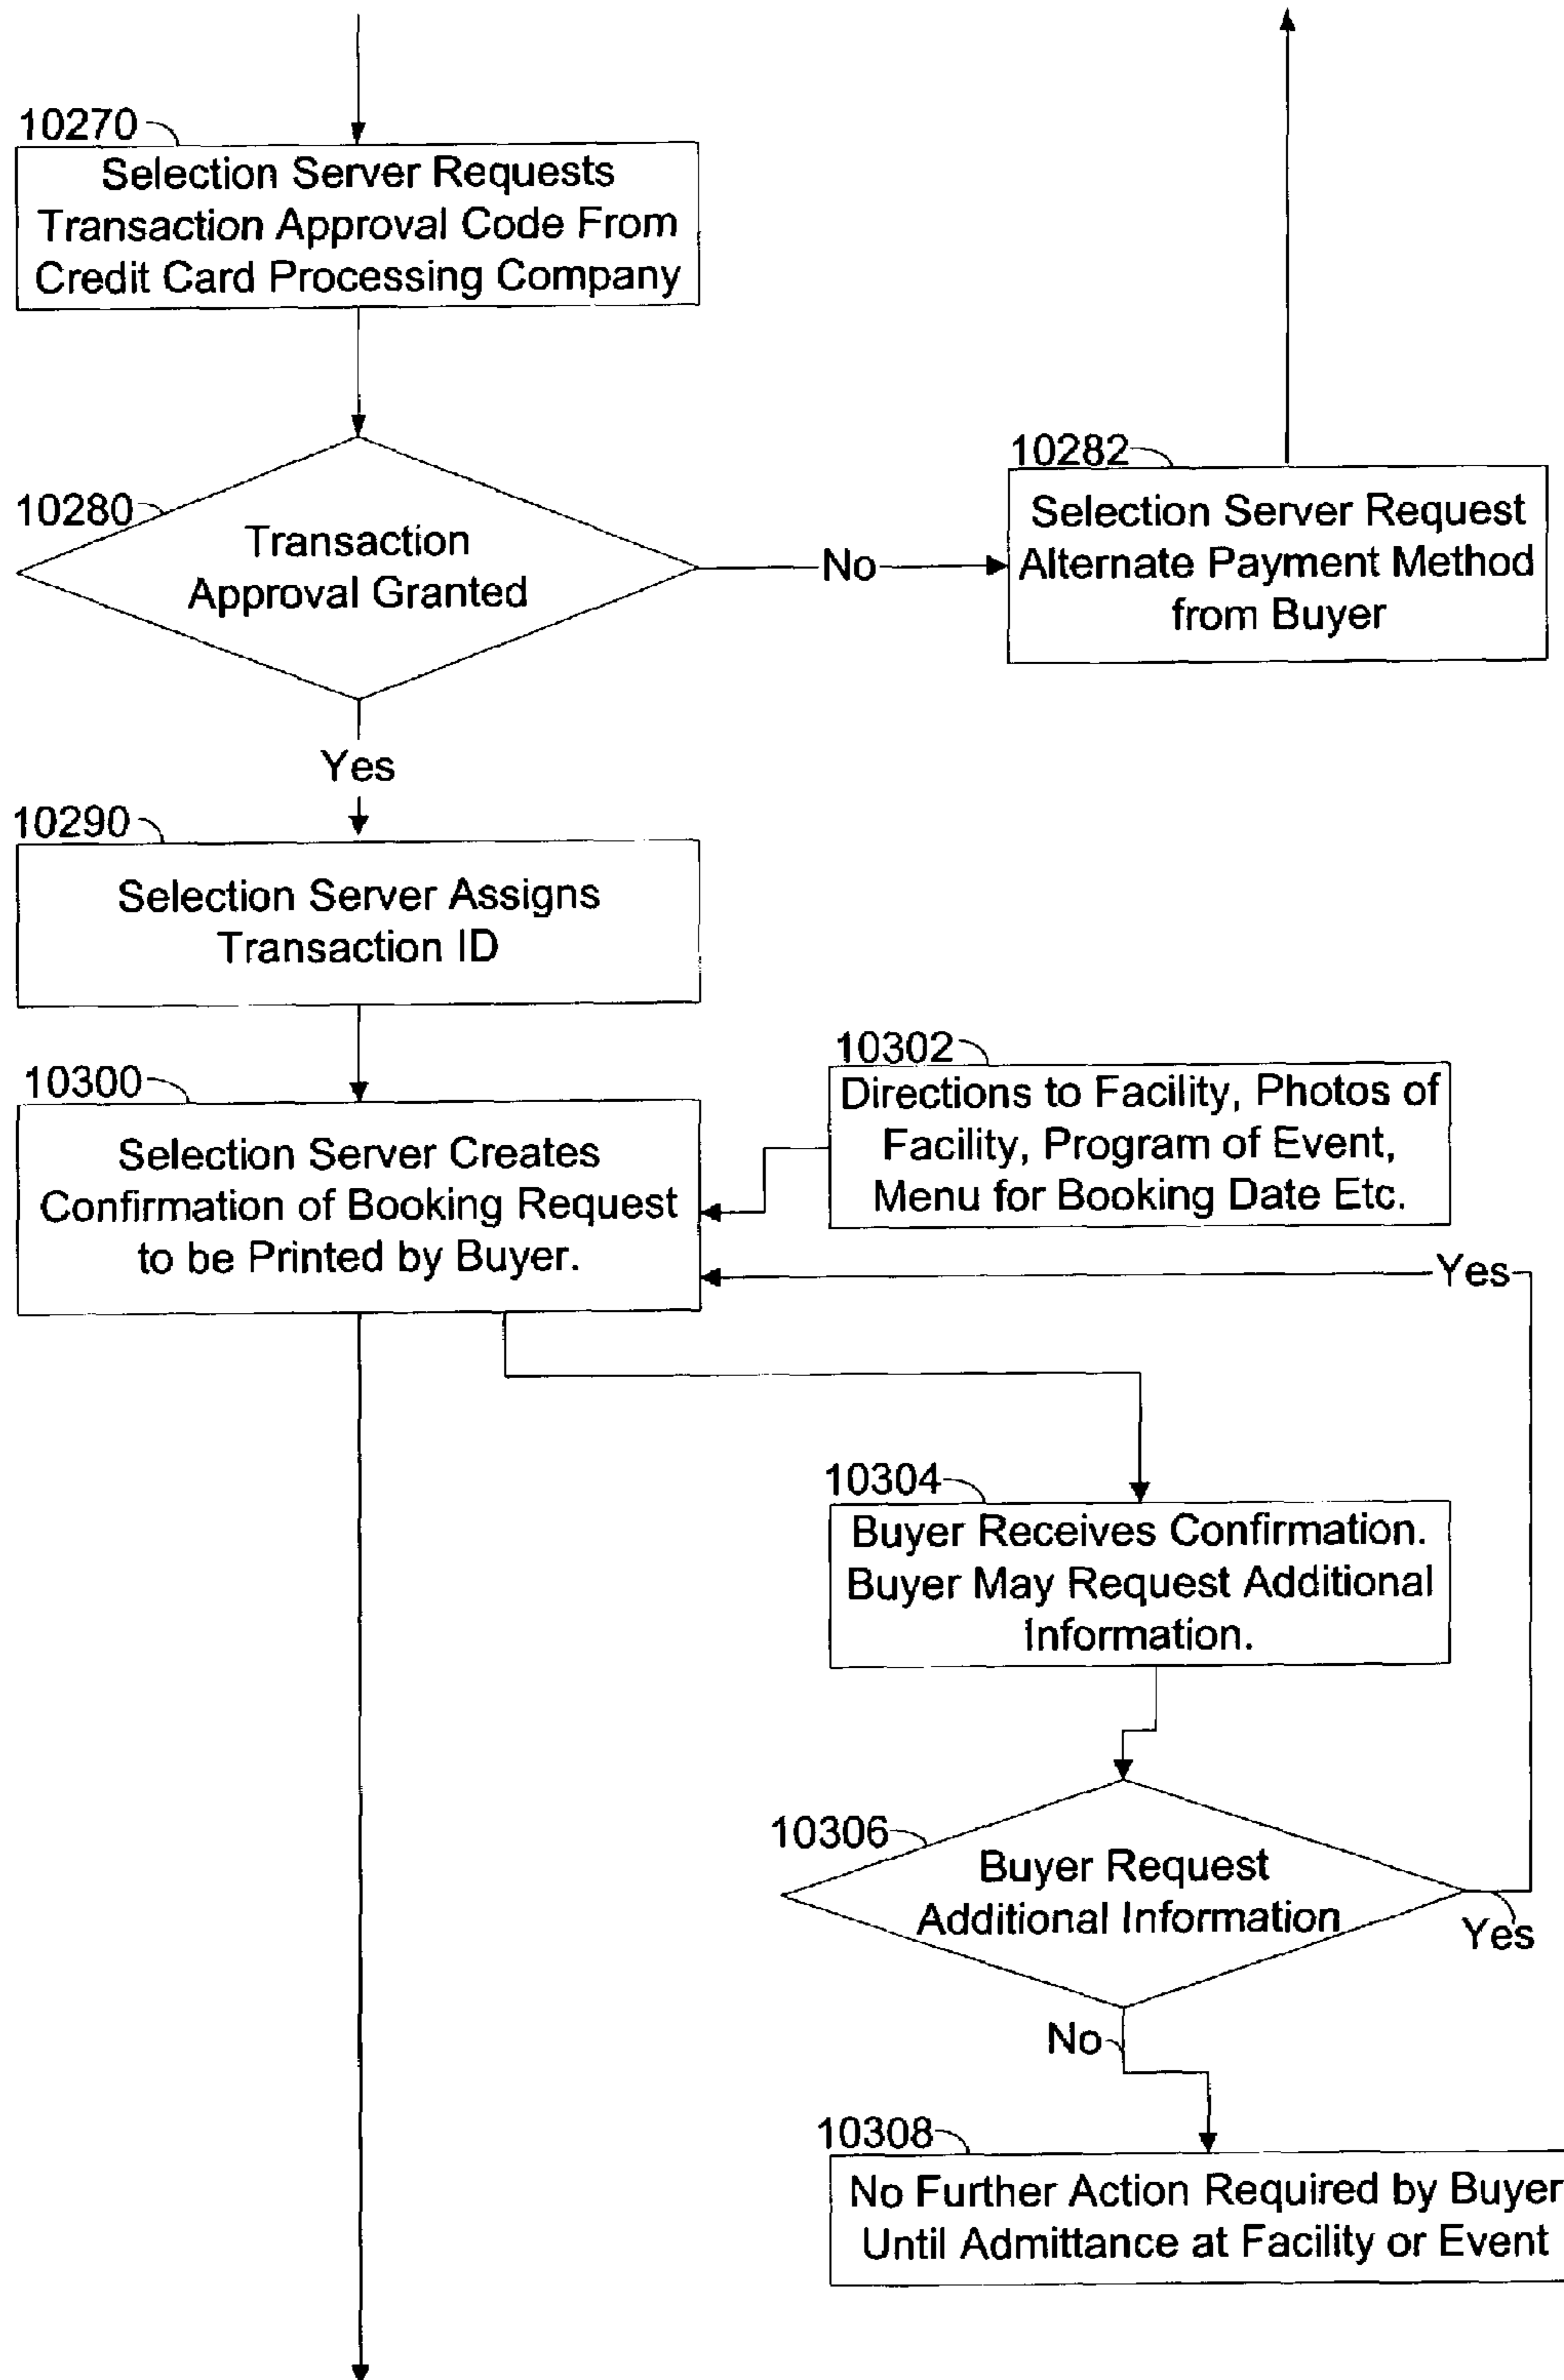 10270
Selection Server Requests
Transaction Approval Code From
Credit Card Processing Company
10280
Transaction
Approval Granted
No
10282
Selection Server Request
Alternate Payment Method
from Buyer
Yes
10290
Selection Server Assigns
Transaction ID
10300
Selection Server Creates
Confirmation of Booking Request
to be Printed by Buyer.
10302
Directions to Facility, Photos of
Facility, Program of Event,
Menu for Booking Date Etc.
Yes
10304
Buyer Receives Confirmation.
Buyer May Request Additional
Information.
10306
Buyer Request
Additional Information
Yes
No
10308
No Further Action Required by Buyer
Until Admittance at Facility or Event